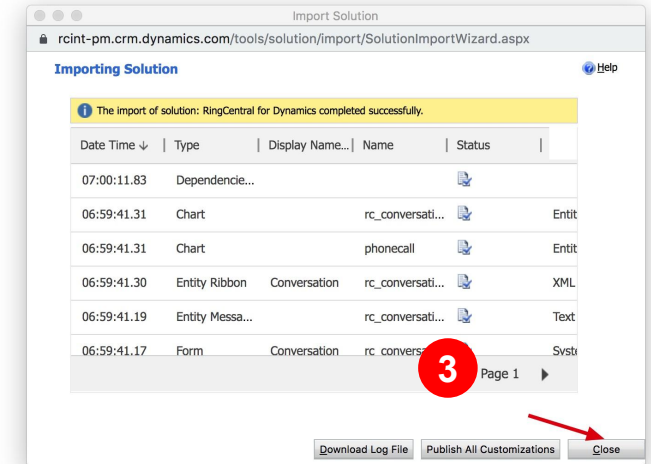 Import Solution
rcint-pm.crm.dynamics.com/tools/solution/import/SolutionImportWizard.aspx
Importing Solution Help
The import of solution: RingCentral for Dynamics completed successfully.
Date Time Type Display Name... Name Status
07:00:11.83 Dependencie...
06:59:41.31 Chart rc_conversati... Entit
06:59:41.31 Chart phonecall Entit
06:59:41.30 Entity Ribbon Conversation rc_conversati... XML
06:59:41.19 Entity Messa... rc_conversati... Text
06:59:41.17 Form Conversation rc_conversa Syste
3 Page 1
Download Log File Publish All Customizations Close